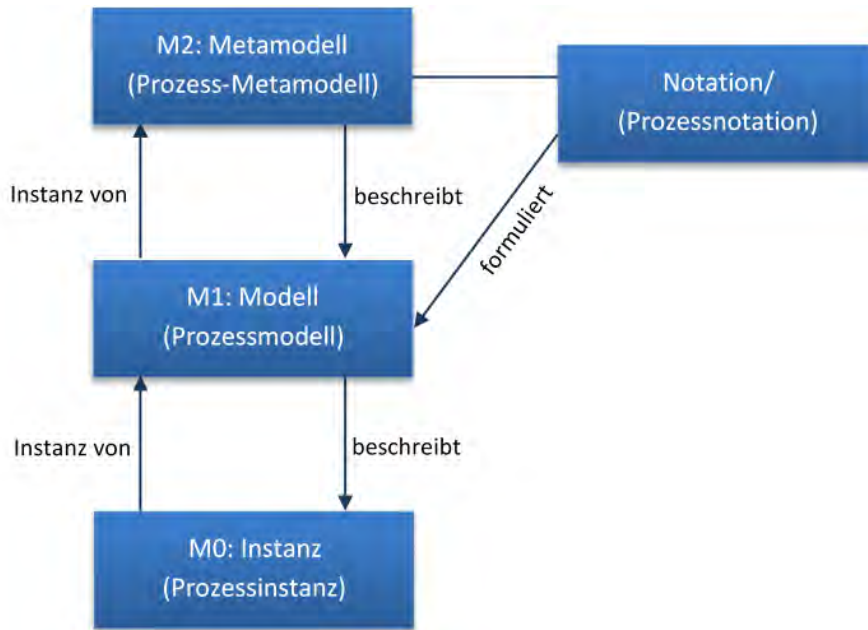 M2: Metamodell
(Prozess-Metamodell)
Notation/
(Prozessnotation)
Instanz von
beschreibt
formuliert
M1: Modell
(Prozessmodell)
Instanz von
beschreibt
M0: Instanz
(Prozessinstanz)